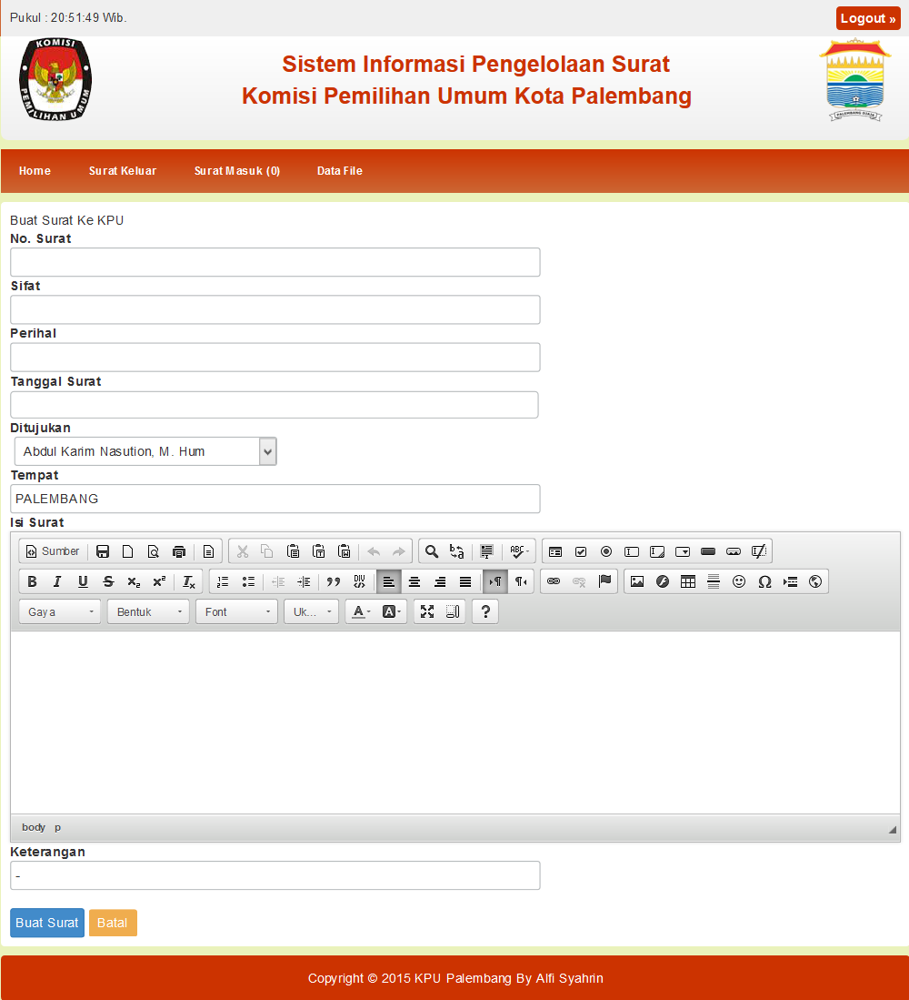 Pukul : 20:51:49 Wib.
Logout »
KOMISI
PEMILIHAN UMUM
Sistem Informasi Pengelolaan Surat
Komisi Pemilihan Umum Kota Palembang
PALEMBANG DARUSSALAM
Home Surat Keluar Surat Masuk (0) Data File
Buat Surat Ke KPU
No. Surat
Sifat
Perihal
Tanggal Surat
Ditujukan
Abdul Karim Nasution, M. Hum
Tempat
PALEMBANG
Isi Surat
Sumber
Gaya Bentuk Font Uk...
body p
Keterangan
-
Buat Surat Batal
Copyright © 2015 KPU Palembang By Alfi Syahrin